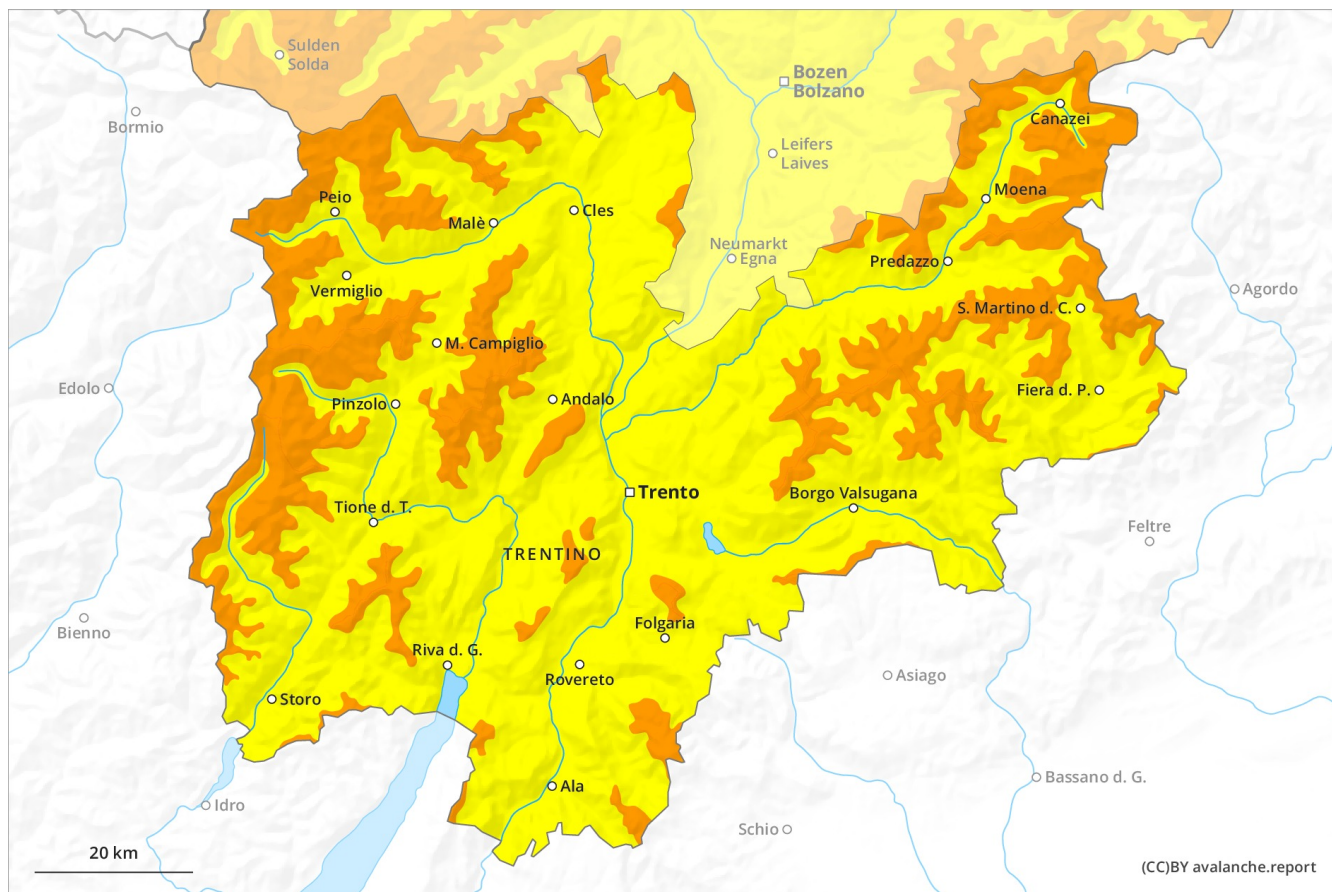 Sulden
Solda
Bozen
Bolzano
Bormio
Canazei
Leifers
Laives
Moena
Peio
Malè
Cles
Neumarkt
Egna
Predazzo
Vermiglio
Agordo
S. Martino d. C.
M. Campiglio
Edolo
Pinzolo
Andalo
Fiera d. P.
Trento
Borgo Valsugana
Tione d. T.
Feltre
TRENTINO
Bienno
Folgaria
Riva d. G.
Rovereto
Asiago
Storo
Bassano d. G.
Ala
Idro
Schio
20 km
(CC)BY avalanche.report